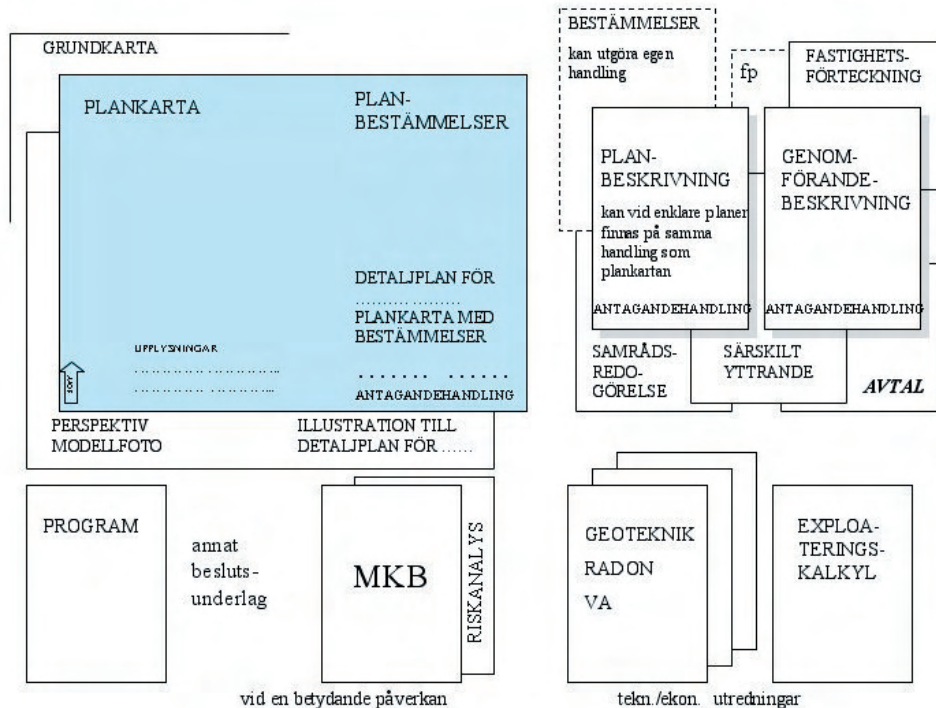 GRUNDKARTA
PLANKARTA
PLAN-
BESTÄMMELSER
DETALJPLAN FÖR
.......... ..........
PLANKARTA MED
BESTÄMMELSER
UPPLYSNINGAR
ANTAGANDEHANDLING
PERSPEKTIV
MODELLFOTO
ILLUSTRATION TILL
DETALJPLAN FÖR ......
BESTÄMMELSER
kan utgöra egen
handling
fp
FASTIGHETS-
FÖRTECKNING
PLAN-
BESKRIVNING
kan vid enklare planer
finnas på samma
handling som
plankartan
ANTAGANDEHANDLING
GENOM-
FÖRANDE-
BESKRIVNING
ANTAGANDEHANDLING
SAMRÅDS-
REDO-
GÖRELSE
SÄRSKILT
YTTRANDE
AVTAL
PROGRAM
annat
besluts-
underlag
MKB
RISKANALYS
vid en betydande påverkan
GEOTEKNIK
RADON
VA
EXPLOA-
TERINGS-
KALKYL
tekn./ekon. utredningar